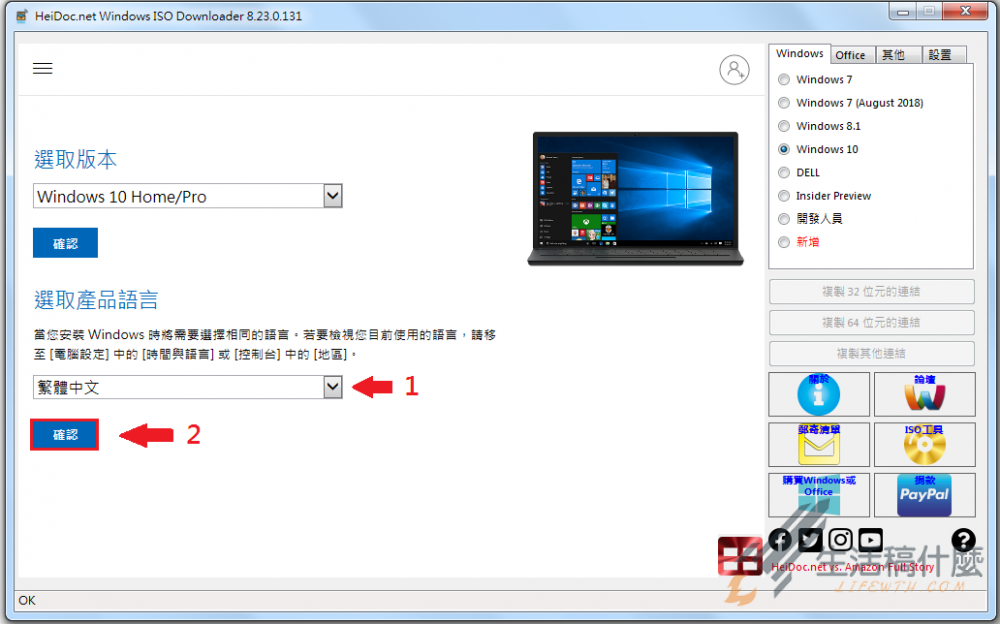 HeiDoc.net Windows ISO Downloader 8.23.0.131
選取版本
Windows 10 Home/Pro
確認
選取產品語言
當您安裝 Windows 時將需要選擇相同的語言。若要檢視您目前使用的語言，請移
至 [電腦設定] 中的 [時間與語言] 或 [控制台] 中的 [地區]。
繁體中文
1
確認
2
Windows
Office
其他
設置
Windows 7
Windows 7 (August 2018)
Windows 8.1
Windows 10
DELL
Insider Preview
開發人員
新增
複製 32 位元的連結
複製 64 位元的連結
複製其他連結
關於
論壇
郵寄清單
ISO工具
購買Windows或
Office
捐款
PayPal
HeiDoc.net vs. Amazon Full Story
生活稿什麼
LIFEWTH.COM
OK